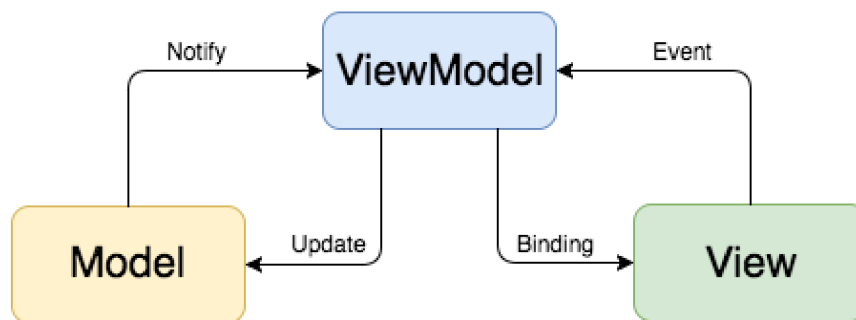 Notify
ViewModel
Event
Model
Update
Binding
View